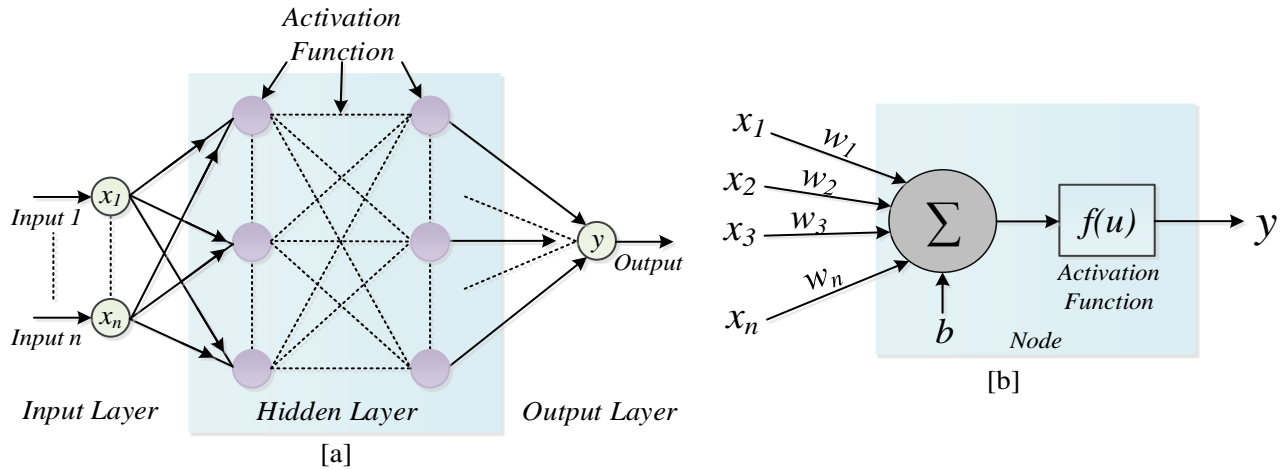 Activation
Function
x1
Input 1
xn
Input n
y
Output
Input Layer
Hidden Layer
Output Layer
[a]
x1
w1
x2
w2
x3
w3
xn
wn
∑
b
f(u)
Activation
Function
y
Node
[b]